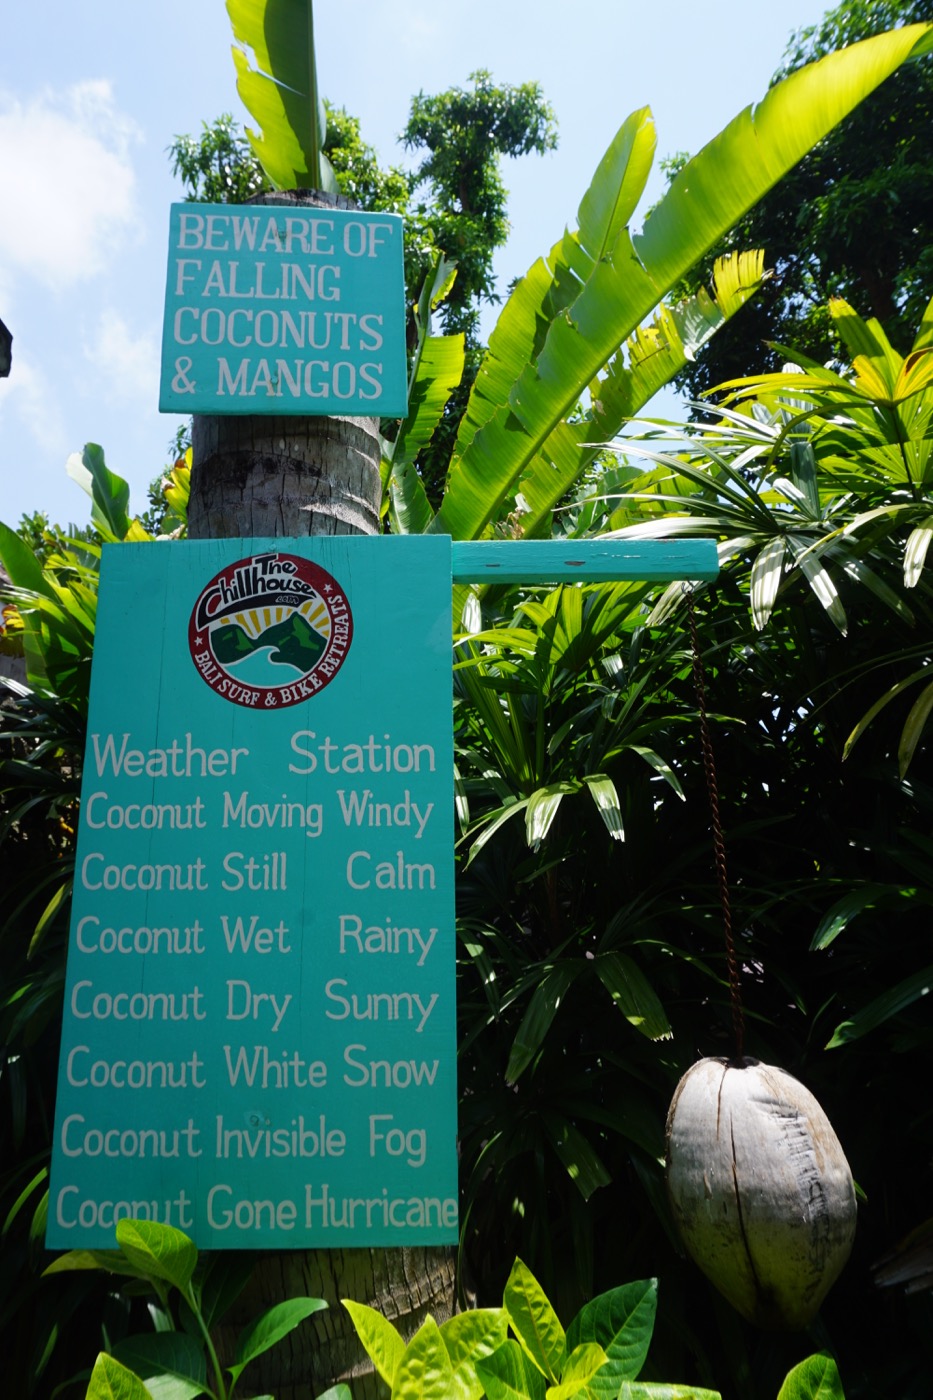 BEWARE OF
FALLING
COCONUTS
& MANGOS
The
Chillhouse
.com
★ BALI SURF & BIKE RETREATS ★
Weather Station
Coconut Moving Windy
Coconut Still Calm
Coconut Wet Rainy
Coconut Dry Sunny
Coconut White Snow
Coconut Invisible Fog
Coconut Gone Hurricane